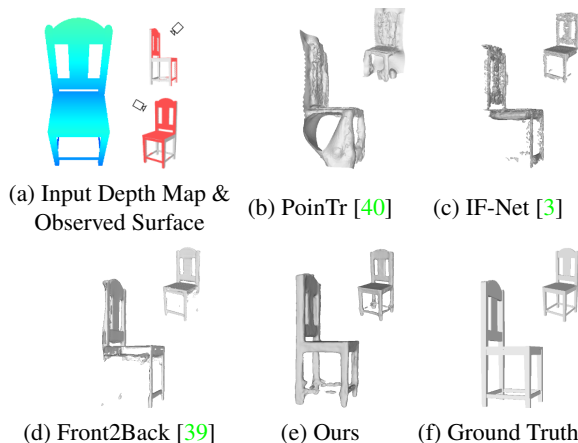 (a) Input Depth Map &
Observed Surface
(b) PoinTr [40]
(c) IF-Net [3]
(d) Front2Back [39]
(e) Ours
(f) Ground Truth